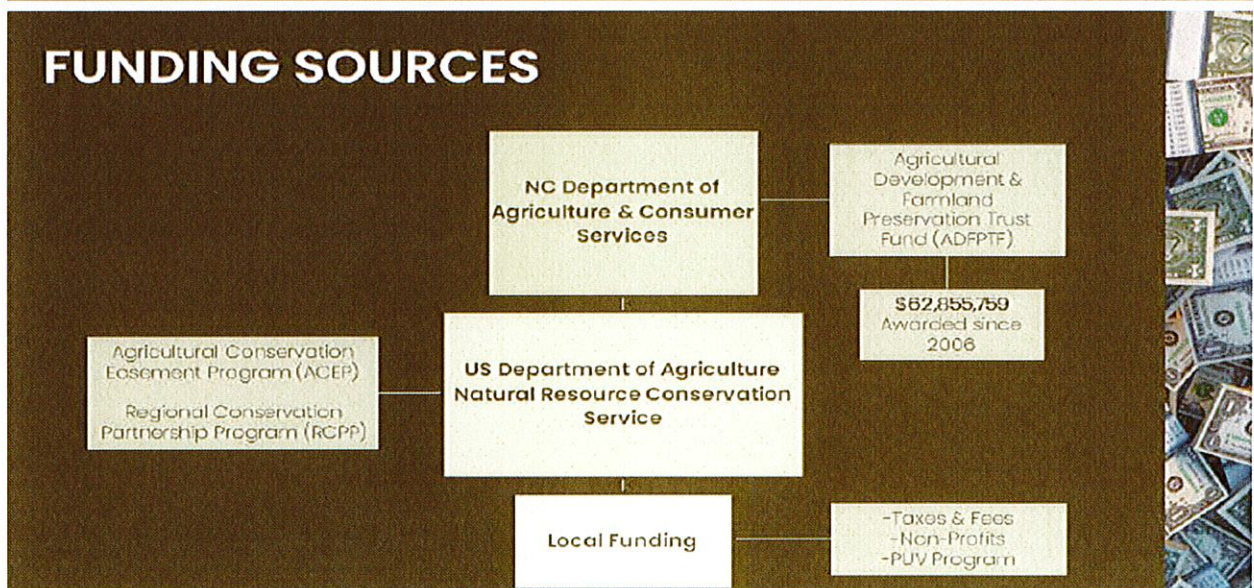 FUNDING SOURCES
NC Department of
Agriculture & Consumer
Services
Agricultural
Development &
Farmland
Preservation Trust
Fund (ADFPTF)
$62,855,759
Awarded since
2006
Agricultural Conservation
Easement Program (ACEP)
Regional Conservation
Partnership Program (RCPP)
US Department of Agriculture
Natural Resource Conservation
Service
Local Funding
-Taxes & Fees
-Non-Profits
-PUV Program